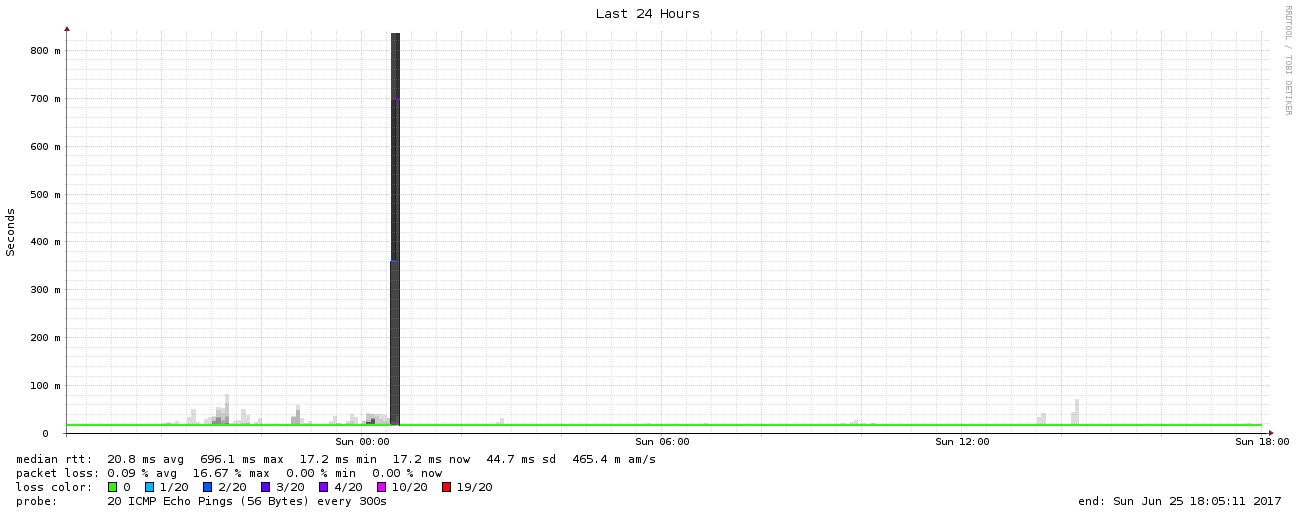 Last 24 Hours
RRDTOOL / TOBI OETIKER
Seconds
800 m
700 m
600 m
500 m
400 m
300 m
200 m
100 m
0
Sun 00:00 Sun 06:00 Sun 12:00 Sun 18:00
median rtt: 20.8 ms avg 696.1 ms max 17.2 ms min 17.2 ms now 44.7 ms sd 465.4 m am/s
packet loss: 0.09 % avg 16.67 % max 0.00 % min 0.00 % now
loss color: 0 1/20 2/20 3/20 4/20 10/20 19/20
probe: 20 ICMP Echo Pings (56 Bytes) every 300s end: Sun Jun 25 18:05:11 2017